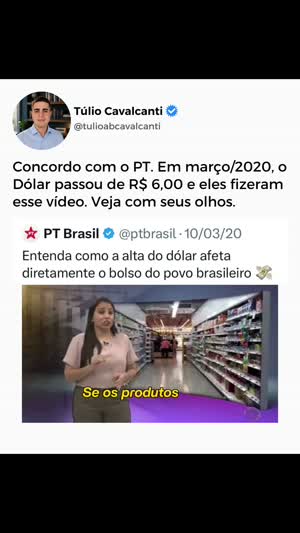 Túlio Cavalcanti
@tulioabcavalcanti
Concordo com o PT. Em março/2020, o
Dólar passou de R$ 6,00 e eles fizeram
esse vídeo. Veja com seus olhos.
PT Brasil @ptbrasil · 10/03/20
Entenda como a alta do dólar afeta
diretamente o bolso do povo brasileiro 💸
Se os produtos